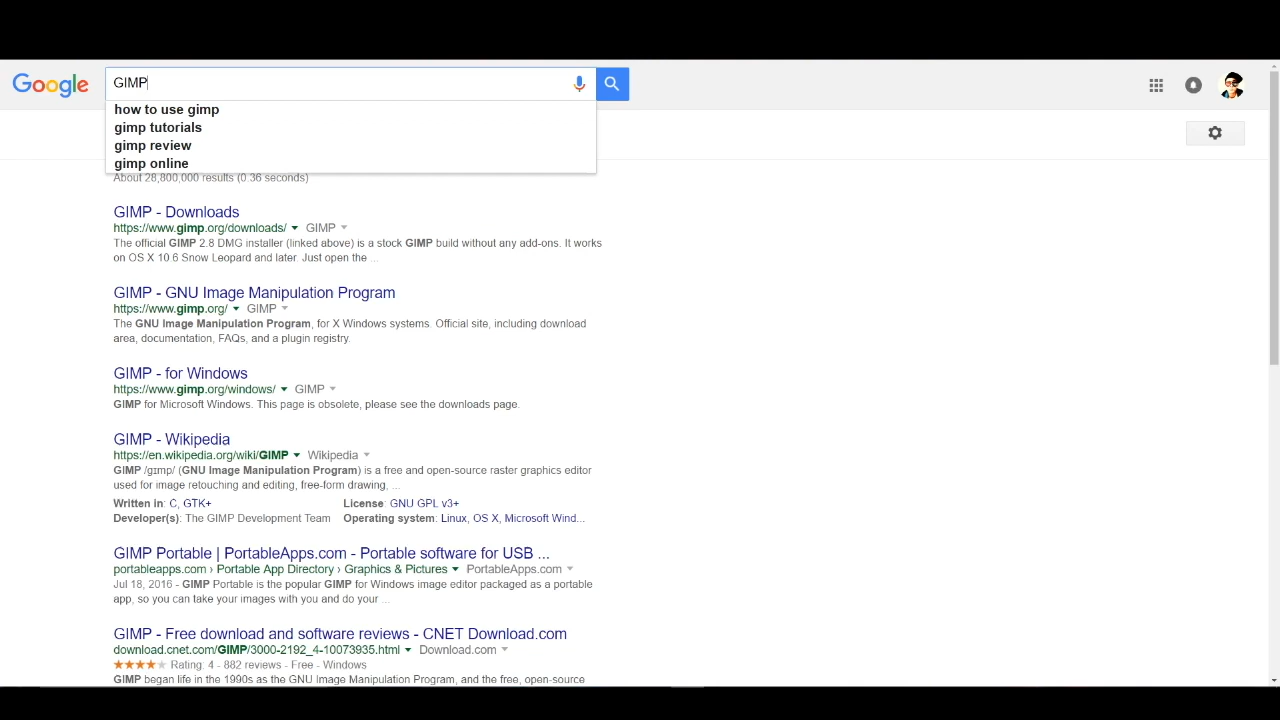 Google
GIMP
how to use gimp
gimp tutorials
gimp review
gimp online
About 28,800,000 results (0.36 seconds)
GIMP - Downloads
https://www.gimp.org/downloads/ GIMP
The official GIMP 2.8 DMG installer (linked above) is a stock GIMP build without any add-ons. It works
on OS X 10.6 Snow Leopard and later. Just open the ...
GIMP - GNU Image Manipulation Program
https://www.gimp.org/ GIMP
The GNU Image Manipulation Program, for X Windows systems. Official site, including download
area, documentation, FAQs, and a plugin registry.
GIMP - for Windows
https://www.gimp.org/windows/ GIMP
GIMP for Microsoft Windows. This page is obsolete, please see the downloads page.
GIMP - Wikipedia
https://en.wikipedia.org/wiki/GIMP Wikipedia
GIMP /ɡɪmp/ (GNU Image Manipulation Program) is a free and open-source raster graphics editor
used for image retouching and editing, free-form drawing, ...
Written in: C, GTK+ License: GNU GPL v3+
Developer(s): The GIMP Development Team Operating system: Linux, OS X, Microsoft Wind...
GIMP Portable | PortableApps.com - Portable software for USB ...
portableapps.com › Portable App Directory › Graphics & Pictures PortableApps.com
Jul 18, 2016 - GIMP Portable is the popular GIMP for Windows image editor packaged as a portable
app, so you can take your images with you and do your ...
GIMP - Free download and software reviews - CNET Download.com
download.cnet.com/GIMP/3000-2192_4-10073935.html Download.com
Rating: 4 - 882 reviews - Free - Windows
GIMP began life in the 1990s as the GNU Image Manipulation Program, and the free, open-source